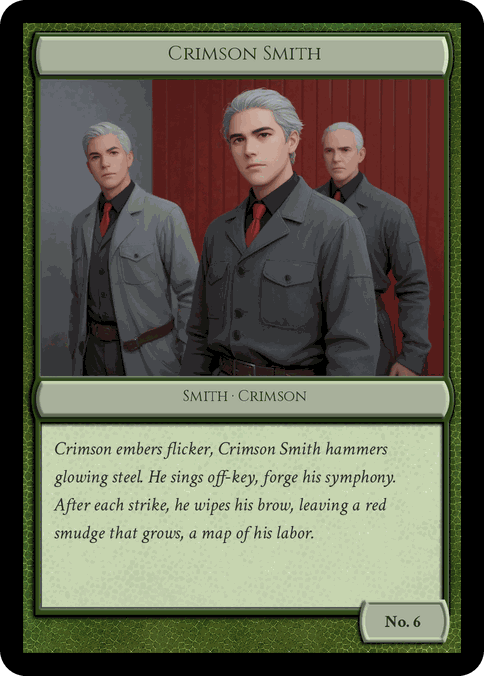 Crimson Smith
Smith · Crimson
Crimson embers flicker, Crimson Smith hammers
glowing steel. He sings off-key, forge his symphony.
After each strike, he wipes his brow, leaving a red
smudge that grows, a map of his labor.
No. 6